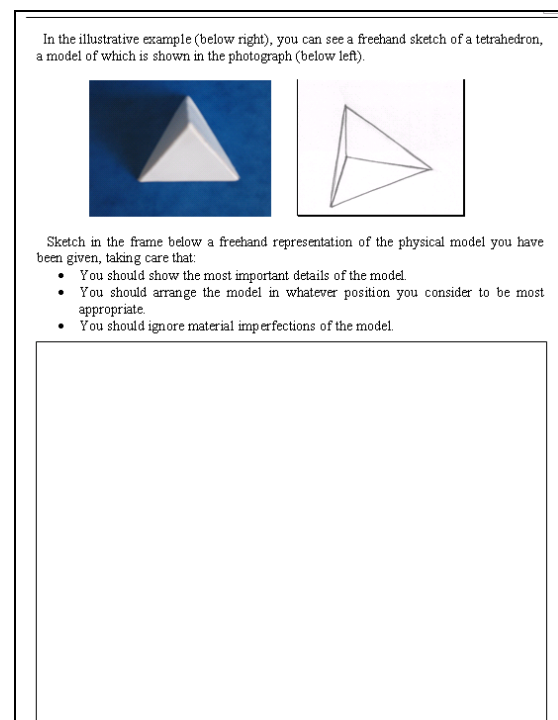 In the illustrative example (below right), you can see a freehand sketch of a tetrahedron,
a model of which is shown in the photograph (below left).
Sketch in the frame below a freehand representation of the physical model you have
been given, taking care that:
• You should show the most important details of the model.
• You should arrange the model in whatever position you consider to be most
appropriate.
• You should ignore material imperfections of the model.